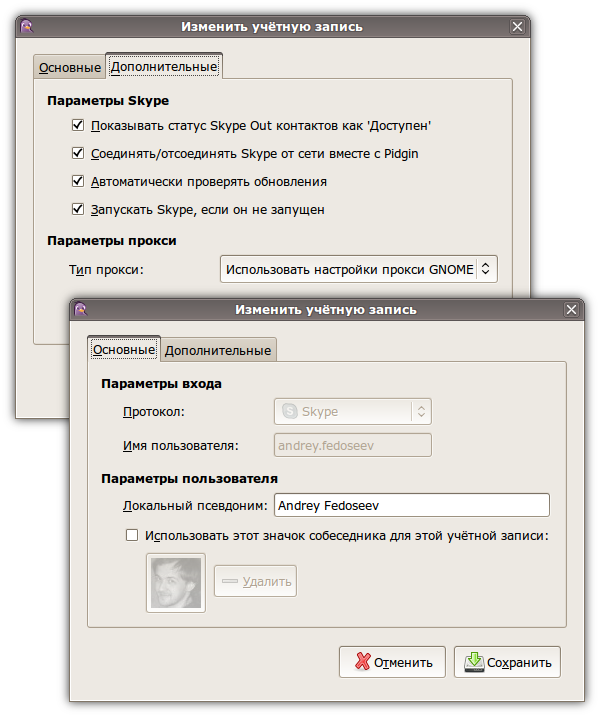 Изменить учётную запись
Основные Дополнительные
Параметры Skype
Показывать статус Skype Out контактов как 'Доступен'
Соединять/отсоединять Skype от сети вместе с Pidgin
Автоматически проверять обновления
Запускать Skype, если он не запущен
Параметры прокси
Тип прокси: Использовать настройки прокси GNOME
Изменить учётную запись
Основные Дополнительные
Параметры входа
Протокол: Skype
Имя пользователя: andrey.fedoseev
Параметры пользователя
Локальный псевдоним: Andrey Fedoseev
Использовать этот значок собеседника для этой учётной записи:
Удалить
Отменить Сохранить